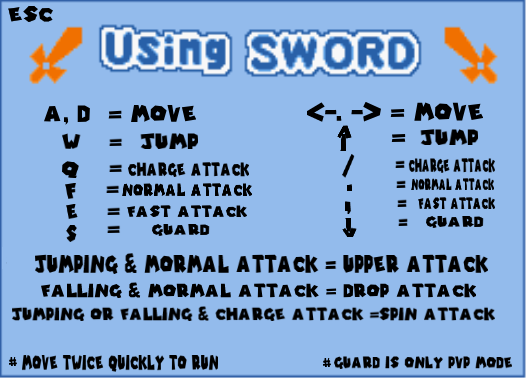 ESC
Using SWORD
A, D = MOVE <-. -> = MOVE
W = JUMP ↑ = JUMP
Q = CHARGE ATTACK / = CHARGE ATTACK
F = NORMAL ATTACK . = NORMAL ATTACK
E = FAST ATTACK ; = FAST ATTACK
S = GUARD ↓ = GUARD
JUMPING & MORMAL ATTACK = UPPER ATTACK
FALLING & MORMAL ATTACK = DROP ATTACK
JUMPING OR FALLING & CHARGE ATTACK =SPIN ATTACK
# MOVE TWICE QUICKLY TO RUN # GUARD IS ONLY PVP MODE